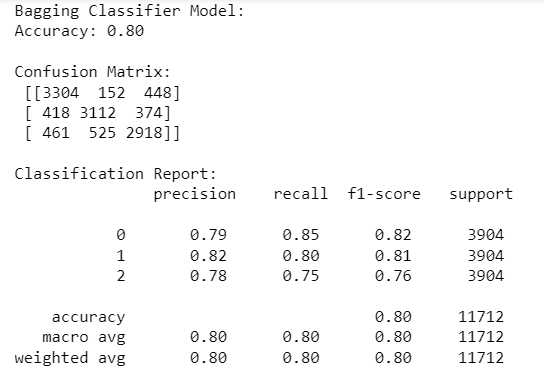 Bagging Classifier Model:
Accuracy: 0.80
Confusion Matrix:
[[3304 152 448]
[ 418 3112 374]
[ 461 525 2918]]
Classification Report:
precision recall f1-score support
0 0.79 0.85 0.82 3904
1 0.82 0.80 0.81 3904
2 0.78 0.75 0.76 3904
accuracy 0.80 11712
macro avg 0.80 0.80 0.80 11712
weighted avg 0.80 0.80 0.80 11712